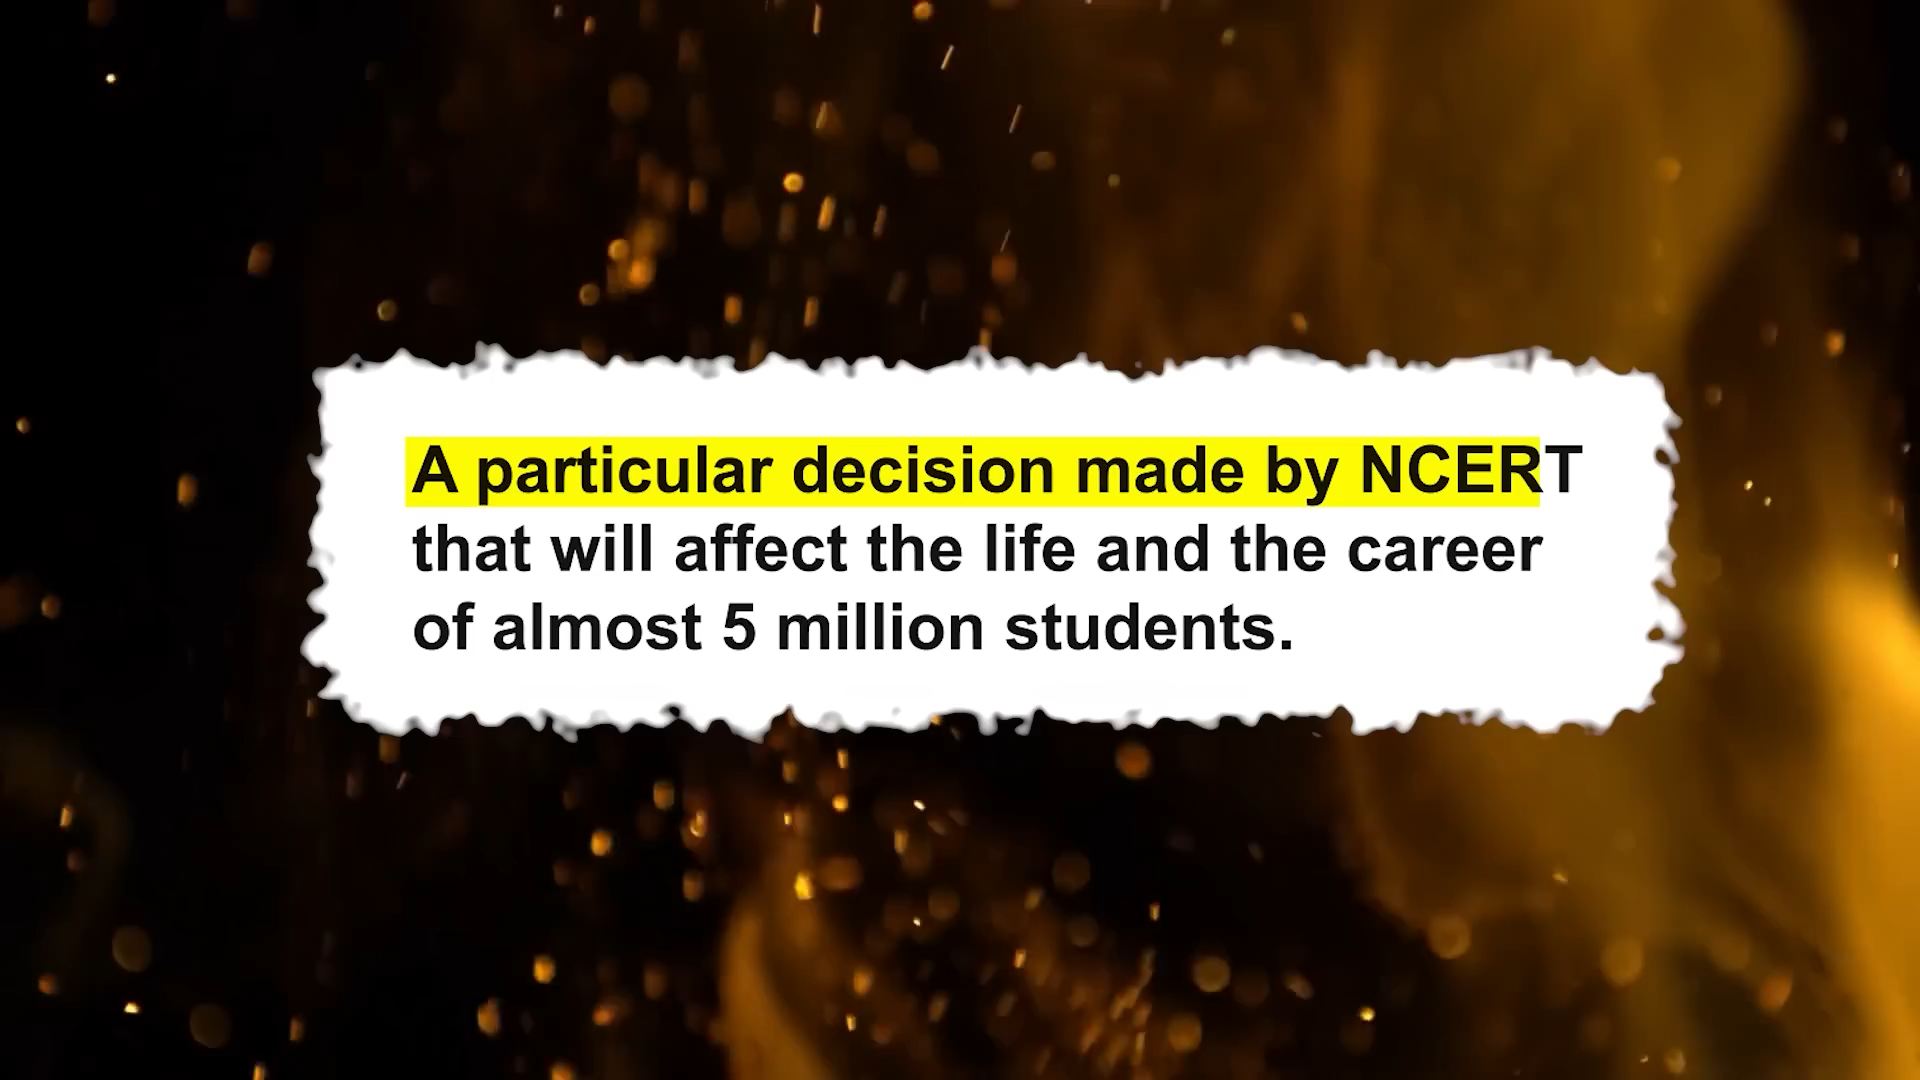 A particular decision made by NCERT
that will affect the life and the career
of almost 5 million students.